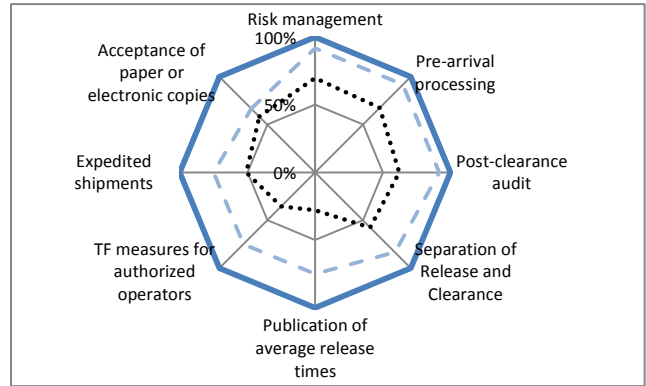 Risk management
100%
Acceptance of
paper or
electronic copies
Pre-arrival
processing
50%
Expedited
shipments
0%
Post-clearance
audit
TF measures for
authorized
operators
Separation of
Release and
Clearance
Publication of
average release
times